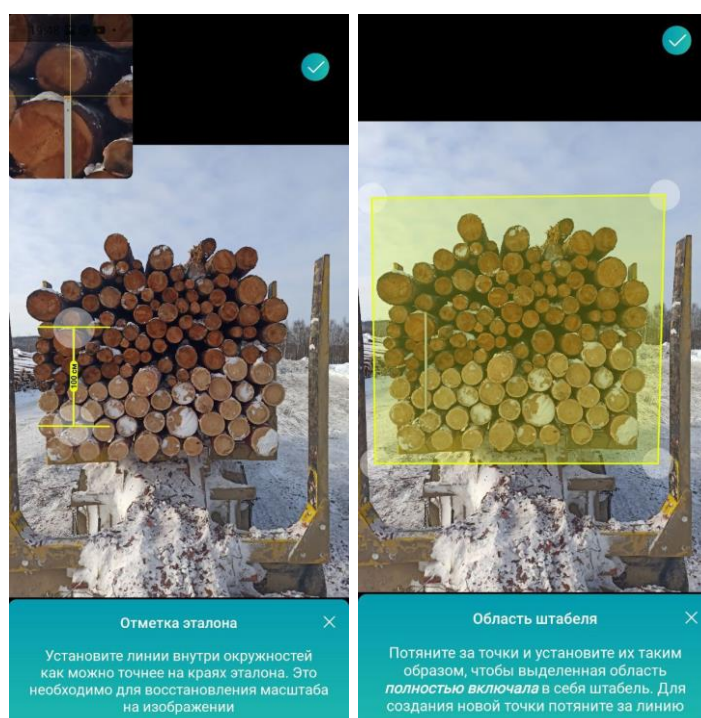 100 см
Отметка эталона
Установите линии внутри окружностей
как можно точнее на краях эталона. Это
необходимо для восстановления масштаба
на изображении
Область штабеля
Потяните за точки и установите их таким
образом, чтобы выделенная область
полностью включала в себя штабель. Для
создания новой точки потяните за линию